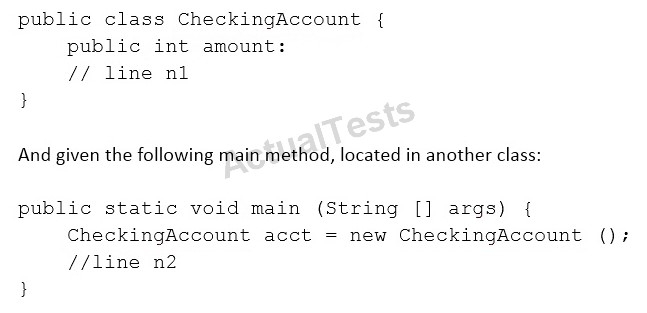 public class CheckingAccount {
public int amount:
// line n1
}
ActualTests
And given the following main method, located in another class:
public static void main (String [] args) {
CheckingAccount acct = new CheckingAccount ();
//line n2
}